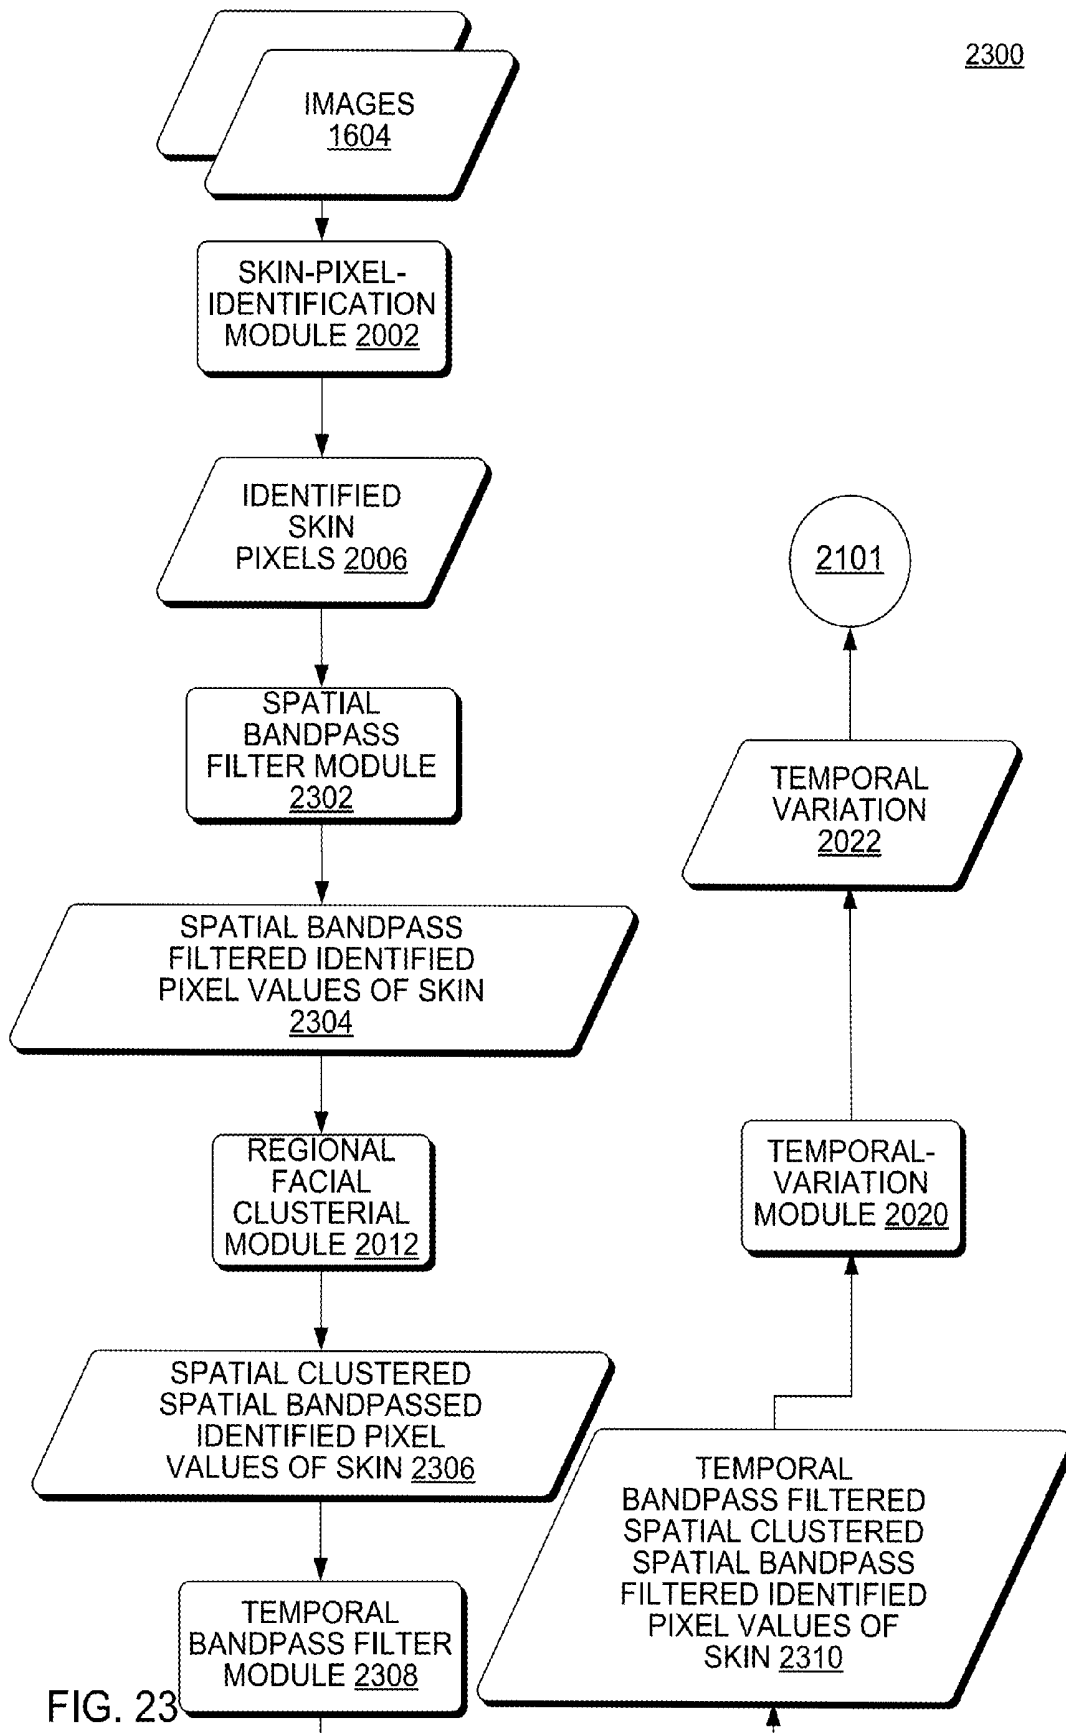 2300
IMAGES
1604
SKIN-PIXEL-
IDENTIFICATION
MODULE 2002
IDENTIFIED
SKIN
PIXELS 2006
SPATIAL
BANDPASS
FILTER MODULE
2302
SPATIAL BANDPASS
FILTERED IDENTIFIED
PIXEL VALUES OF SKIN
2304
REGIONAL
FACIAL
CLUSTERIAL
MODULE 2012
SPATIAL CLUSTERED
SPATIAL BANDPASSED
IDENTIFIED PIXEL
VALUES OF SKIN 2306
TEMPORAL
BANDPASS FILTER
MODULE 2308
TEMPORAL
BANDPASS FILTERED
SPATIAL CLUSTERED
SPATIAL BANDPASS
FILTERED IDENTIFIED
PIXEL VALUES OF
SKIN 2310
TEMPORAL-
VARIATION
MODULE 2020
TEMPORAL
VARIATION
2022
2101
FIG. 23